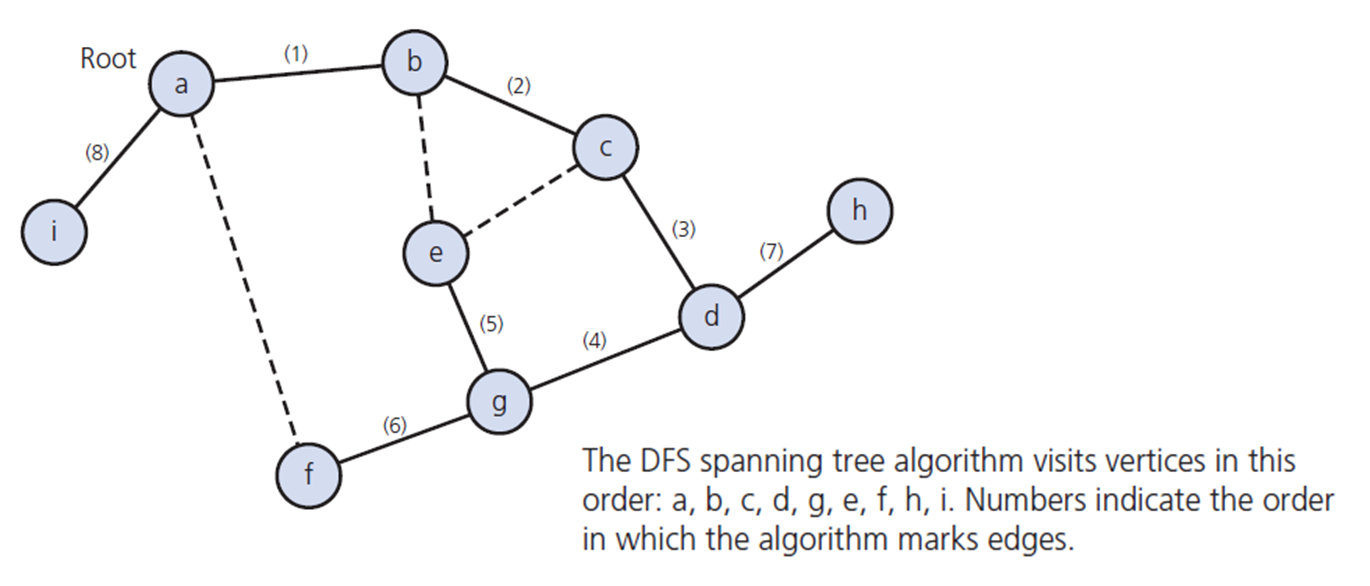 Root
a
(1)
b
(2)
c
(8)
i
e
h
(3)
(7)
d
(5)
(4)
g
(6)
f
The DFS spanning tree algorithm visits vertices in this
order: a, b, c, d, g, e, f, h, i. Numbers indicate the order
in which the algorithm marks edges.